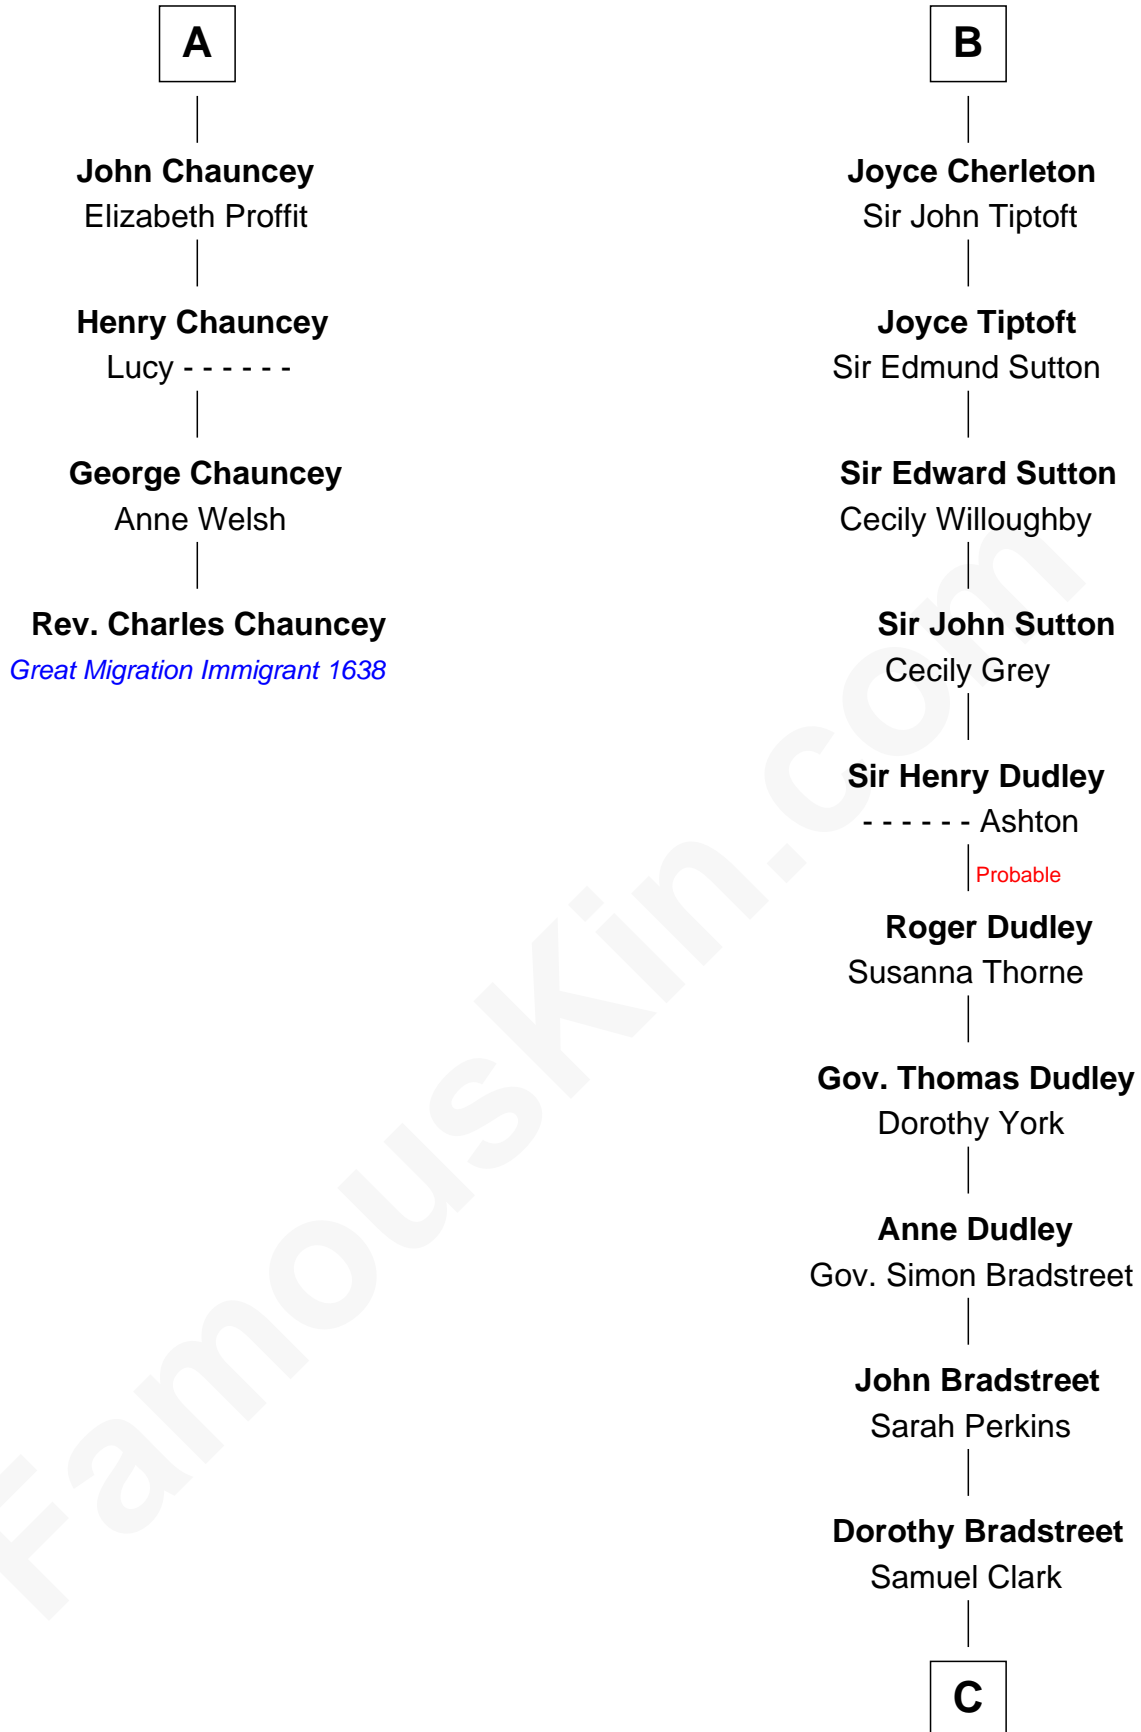 A
John Chauncey
Elizabeth Proffit
Henry Chauncey
Lucy - - - - - -
George Chauncey
Anne Welsh
Rev. Charles Chauncey
Great Migration Immigrant 1638
B
Joyce Cherleton
Sir John Tiptoft
Joyce Tiptoft
Sir Edmund Sutton
Sir Edward Sutton
Cecily Willoughby
Sir John Sutton
Cecily Grey
Sir Henry Dudley
- - - - - - Ashton
Probable
Roger Dudley
Susanna Thorne
Gov. Thomas Dudley
Dorothy York
Anne Dudley
Gov. Simon Bradstreet
John Bradstreet
Sarah Perkins
Dorothy Bradstreet
Samuel Clark
C
FamousKin.com